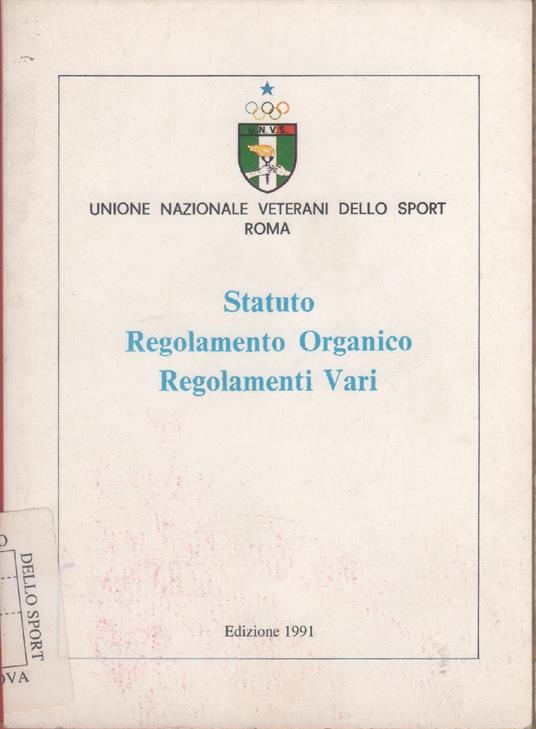 U.N.V.S.
UNIONE NAZIONALE VETERANI DELLO SPORT
ROMA
Statuto
Regolamento Organico
Regolamenti Vari
DELLO SPORT
Edizione 1991